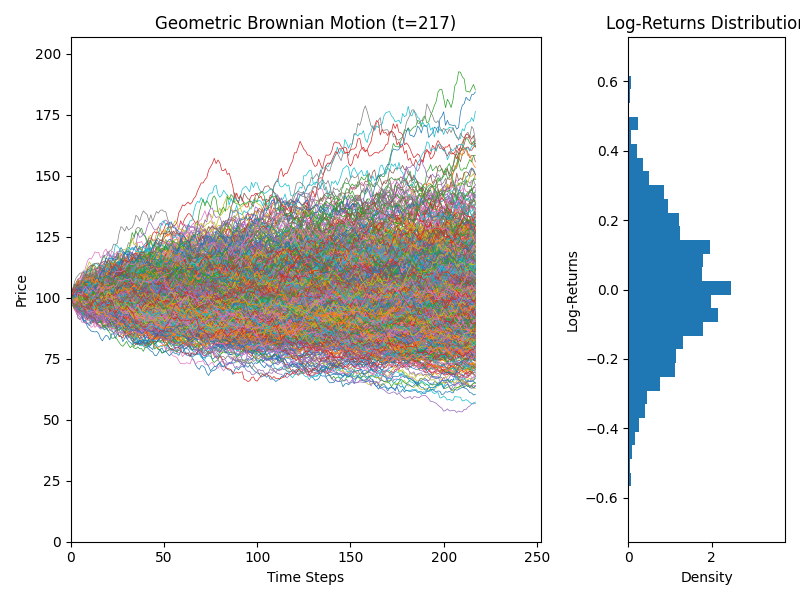 Geometric Brownian Motion (t=217)
Log-Returns Distribution
200
175
150
125
100
75
50
25
0
Price
0 50 100 150 200 250
Time Steps
0.6
0.4
0.2
0.0
−0.2
−0.4
−0.6
Log-Returns
0 2
Density